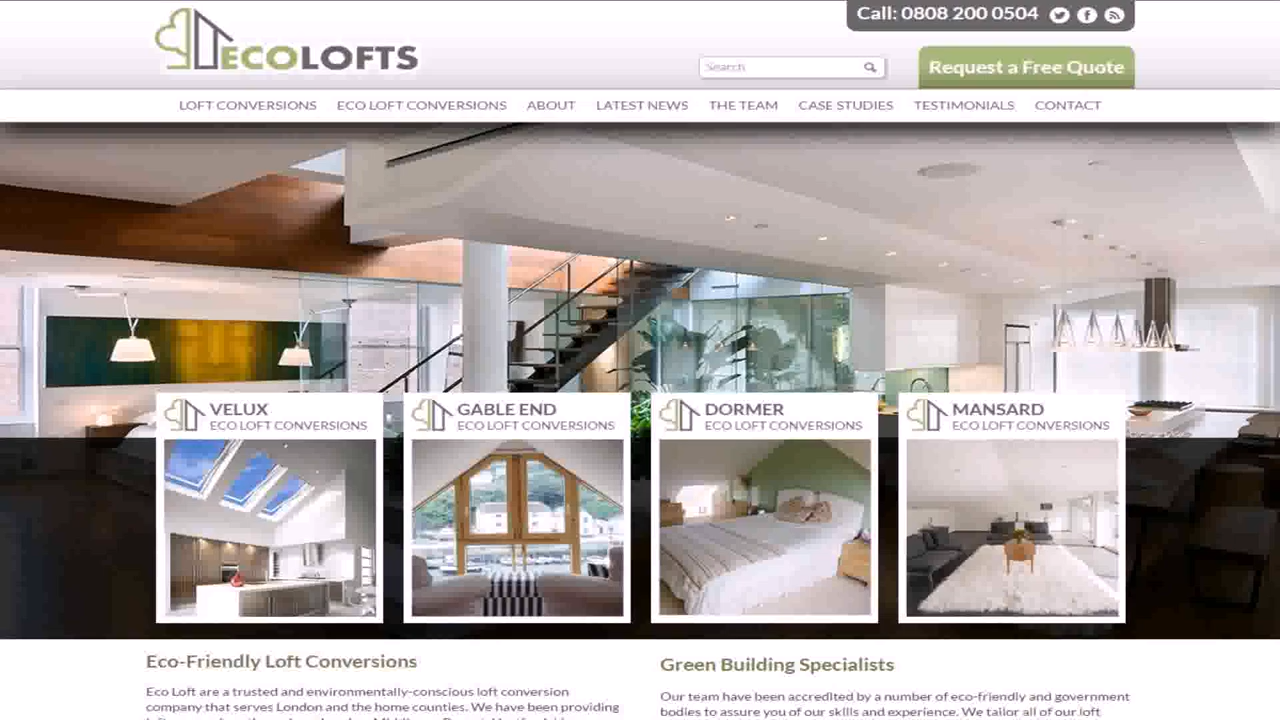 Call: 0808 200 0504
ECOLOFTS
Search
Request a Free Quote
LOFT CONVERSIONS ECO LOFT CONVERSIONS ABOUT LATEST NEWS THE TEAM CASE STUDIES TESTIMONIALS CONTACT
VELUX
ECO LOFT CONVERSIONS
GABLE END
ECO LOFT CONVERSIONS
DORMER
ECO LOFT CONVERSIONS
MANSARD
ECO LOFT CONVERSIONS
Eco-Friendly Loft Conversions
Eco Loft are a trusted and environmentally-conscious loft conversion
company that serves London and the home counties. We have been providing
Green Building Specialists
Our team have been accredited by a number of eco-friendly and government
bodies to assure you of our skills and experience. We tailor all of our loft